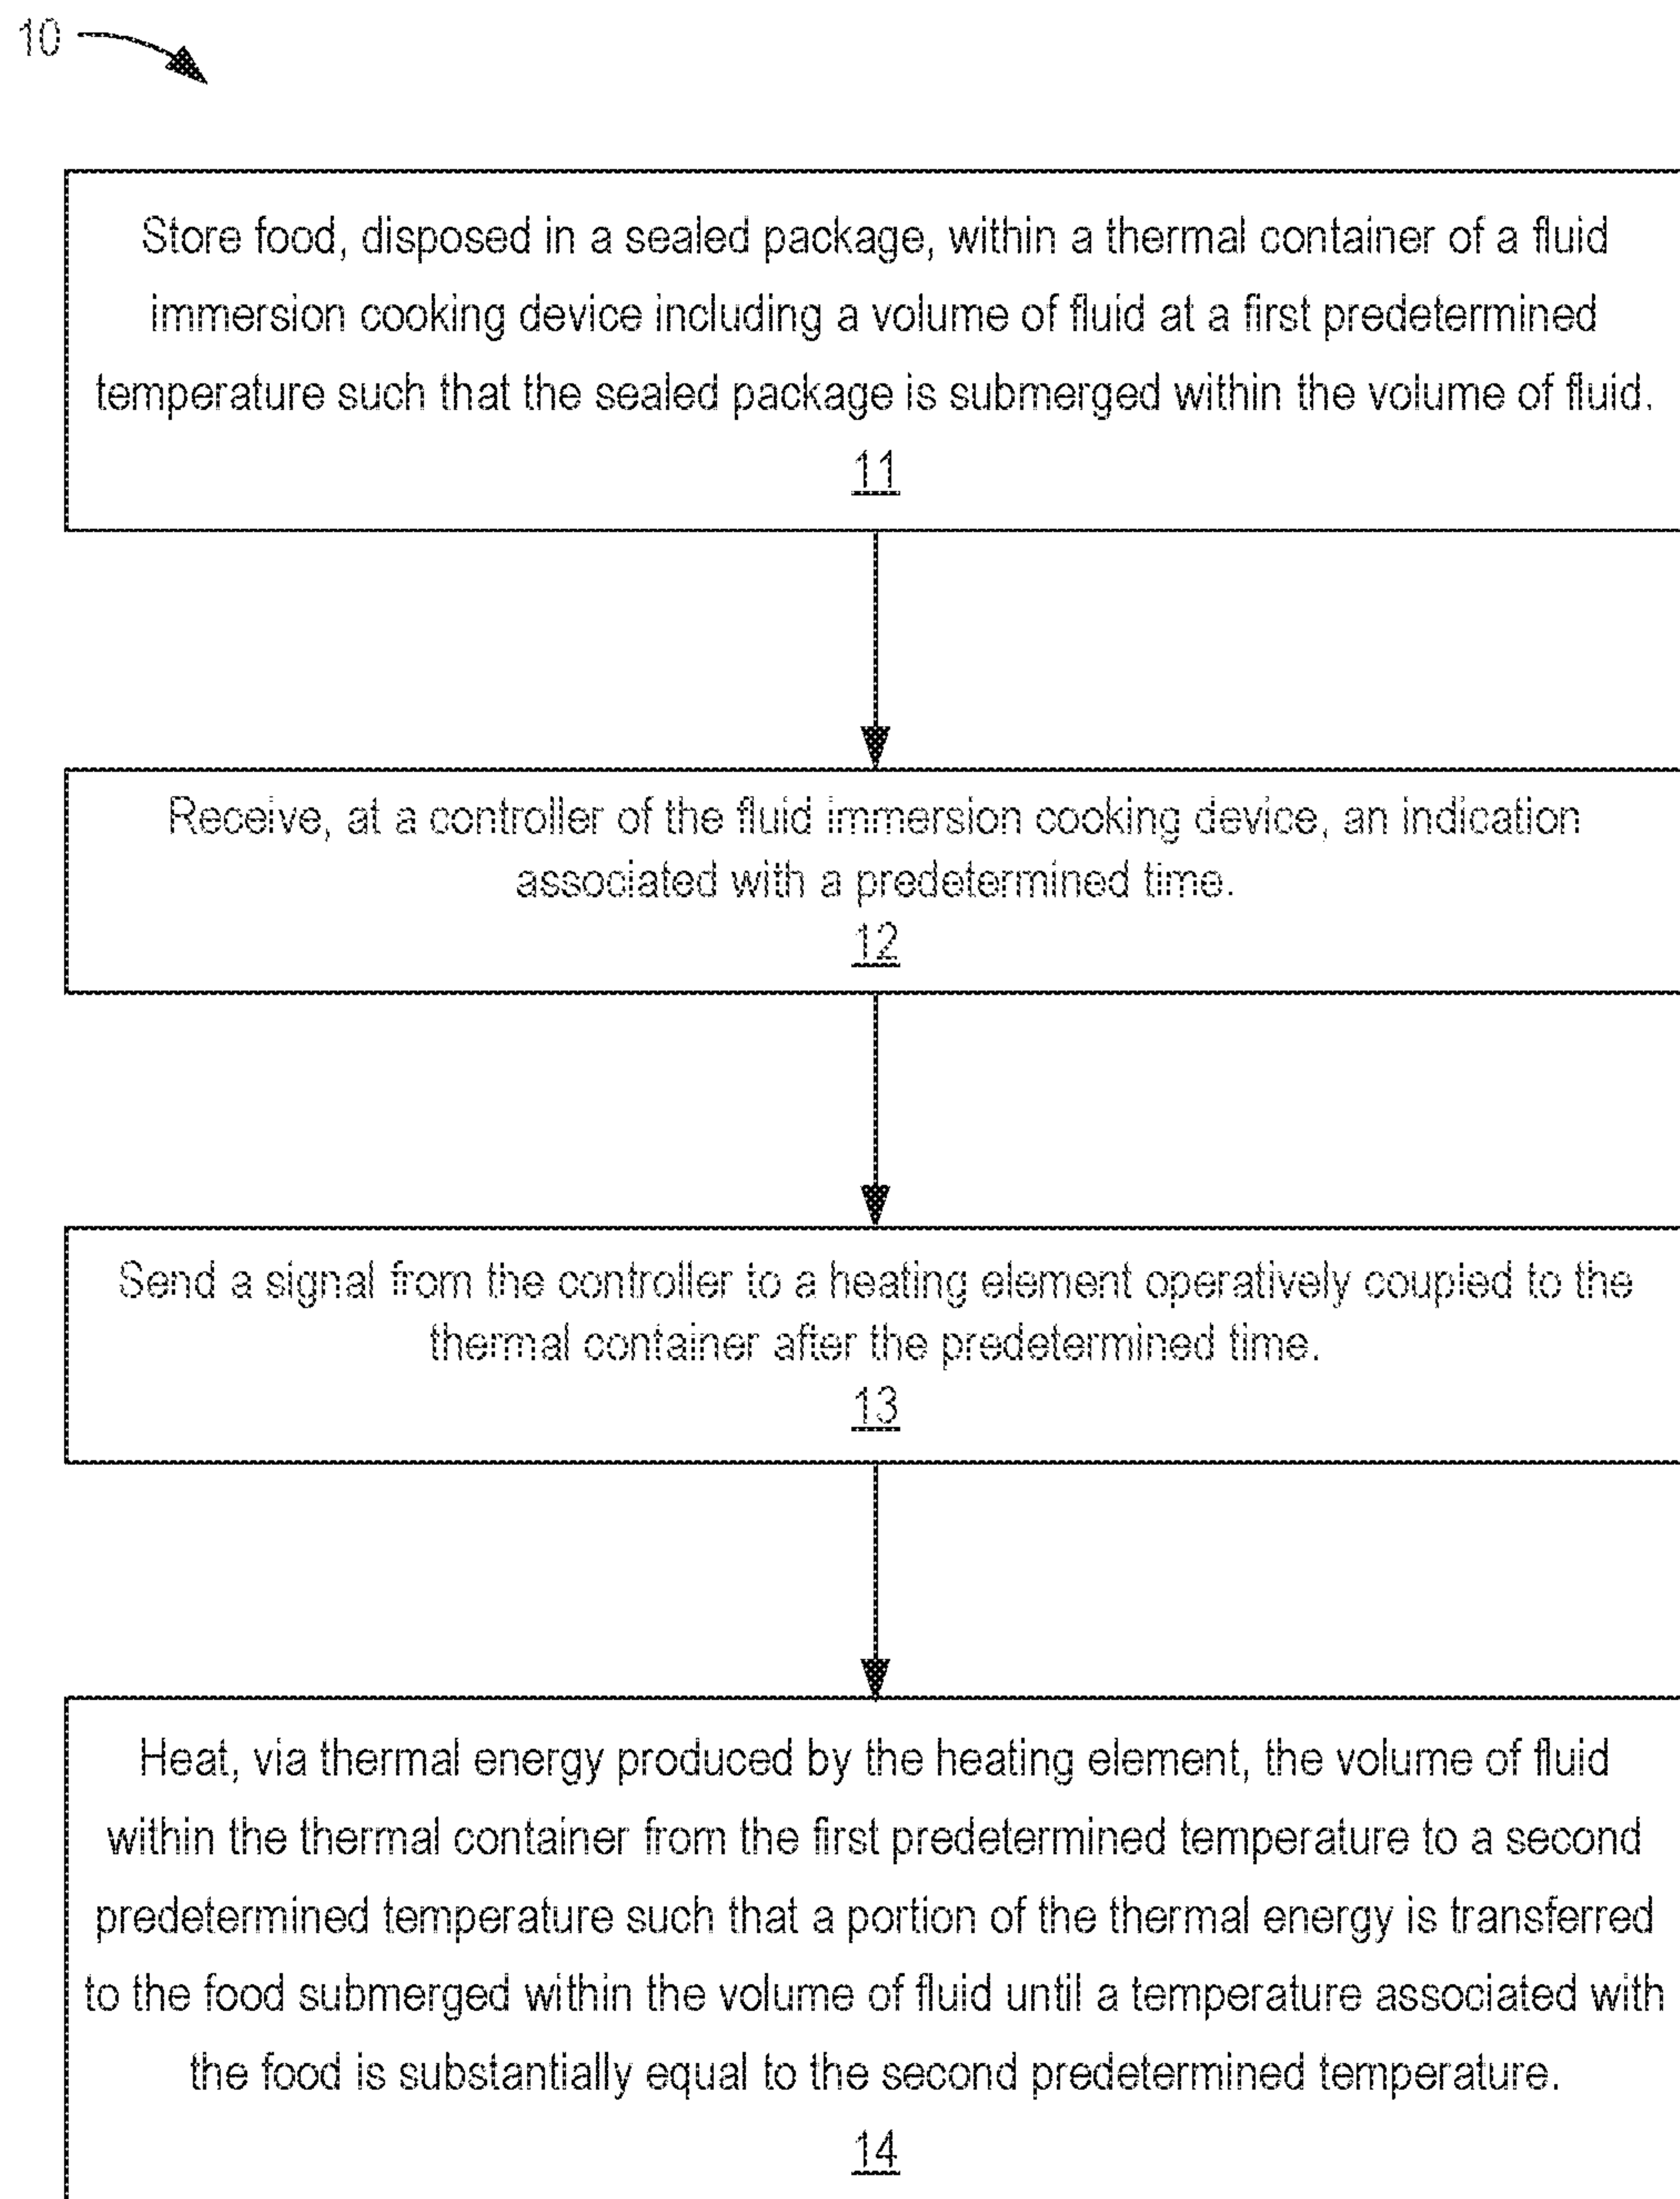 10
Store food, disposed in a sealed package, within a thermal container of a fluid
immersion cooking device including a volume of fluid at a first predetermined
temperature such that the sealed package is submerged within the volume of fluid.
11
Receive, at a controller of the fluid immersion cooking device, an indication
associated with a predetermined time.
12
Send a signal from the controller to a heating element operatively coupled to the
thermal container after the predetermined time.
13
Heat, via thermal energy produced by the heating element, the volume of fluid
within the thermal container from the first predetermined temperature to a second
predetermined temperature such that a portion of the thermal energy is transferred
to the food submerged within the volume of fluid until a temperature associated with
the food is substantially equal to the second predetermined temperature.
14